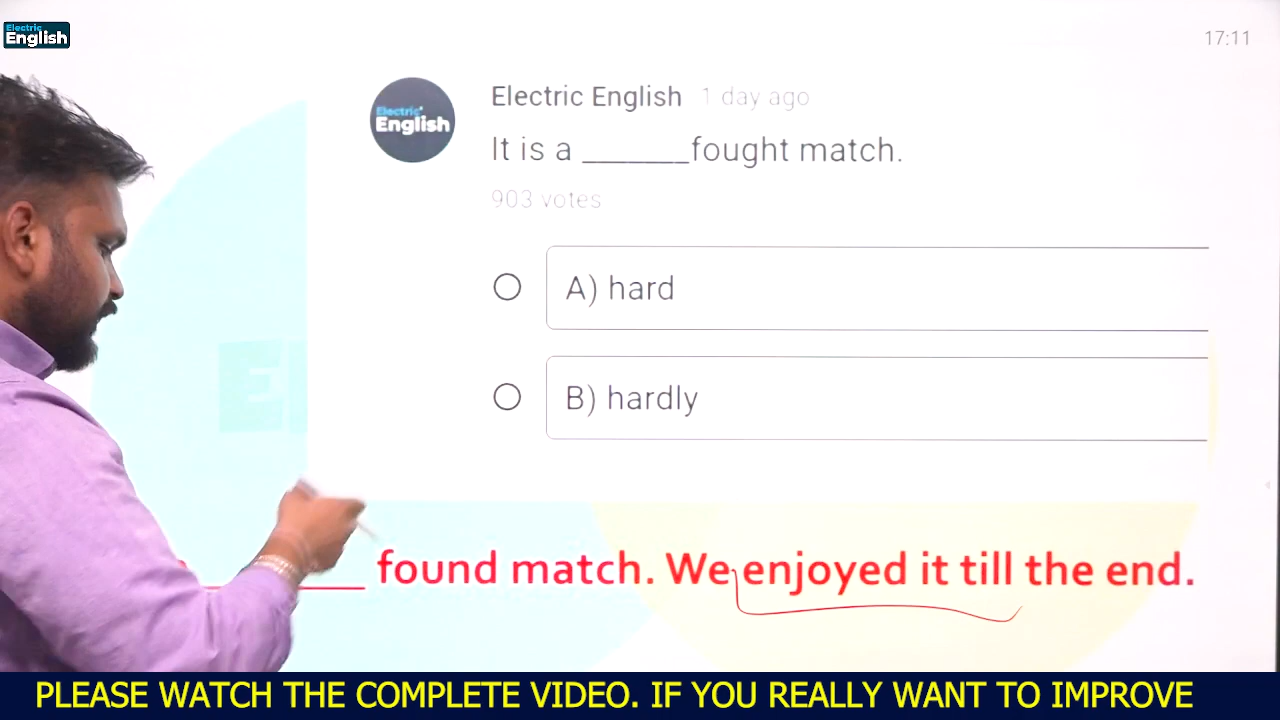 Electric
English
17:11
Electric English 1 day ago
Electric
English
It is a ______fought match.
903 votes
A) hard
B) hardly
E
found match. We enjoyed it till the end.
PLEASE WATCH THE COMPLETE VIDEO. IF YOU REALLY WANT TO IMPROVE